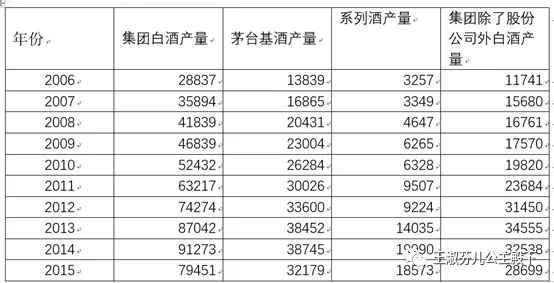 年份
集团白酒产量
茅台基酒产量
系列酒产量
集团除了股份
公司外白酒产
量
2006 28837 13839 3257 11741
2007 35894 16865 3349 15680
2008 41839 20431 4647 16761
2009 46839 23004 6265 17570
2010 52432 26284 6328 19820
2011 63217 30026 9507 23684
2012 74274 33600 9224 31450
2013 87042 38452 14035 34555
2014 91273 38745 19990 32538
2015 79451 32179 18573 28699
王淑芬儿公主殿下